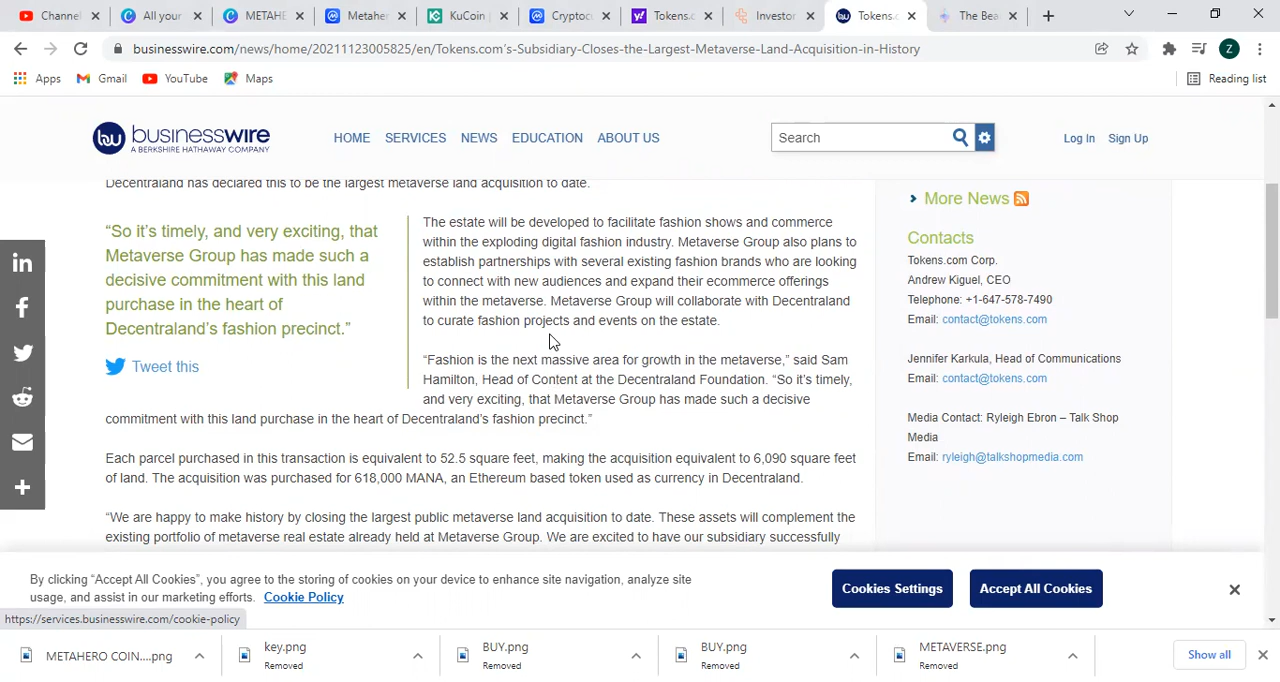 Channel
All your
METAHE
Metaher
KuCoin |
Cryptoc
Tokens.c
Investor
Tokens.c
The Bea
businesswire.com/news/home/20211123005825/en/Tokens.com's-Subsidiary-Closes-the-Largest-Metaverse-Land-Acquisition-in-History
Z
Apps
Gmail
YouTube
Maps
Reading list
bu businesswire
A BERKSHIRE HATHAWAY COMPANY
HOME SERVICES NEWS EDUCATION ABOUT US
Search
Log In Sign Up
Decentraland has declared this to be the largest metaverse land acquisition to date.
“So it’s timely, and very exciting, that
Metaverse Group has made such a
decisive commitment with this land
purchase in the heart of
Decentraland’s fashion precinct.”
Tweet this
The estate will be developed to facilitate fashion shows and commerce
within the exploding digital fashion industry. Metaverse Group also plans to
establish partnerships with several existing fashion brands who are looking
to connect with new audiences and expand their ecommerce offerings
within the metaverse. Metaverse Group will collaborate with Decentraland
to curate fashion projects and events on the estate.
“Fashion is the next massive area for growth in the metaverse,” said Sam
Hamilton, Head of Content at the Decentraland Foundation. “So it’s timely,
and very exciting, that Metaverse Group has made such a decisive
commitment with this land purchase in the heart of Decentraland’s fashion precinct.”
Each parcel purchased in this transaction is equivalent to 52.5 square feet, making the acquisition equivalent to 6,090 square feet
of land. The acquisition was purchased for 618,000 MANA, an Ethereum based token used as currency in Decentraland.
“We are happy to make history by closing the largest public metaverse land acquisition to date. These assets will complement the
existing portfolio of metaverse real estate already held at Metaverse Group. We are excited to have our subsidiary successfully
More News
Contacts
Tokens.com Corp.
Andrew Kiguel, CEO
Telephone: +1-647-578-7490
Email: contact@tokens.com
Jennifer Karkula, Head of Communications
Email: contact@tokens.com
Media Contact: Ryleigh Ebron – Talk Shop
Media
Email: ryleigh@talkshopmedia.com
By clicking “Accept All Cookies”, you agree to the storing of cookies on your device to enhance site navigation, analyze site
usage, and assist in our marketing efforts. Cookie Policy
Cookies Settings
Accept All Cookies
https://services.businesswire.com/cookie-policy
METAHERO COIN....png
key.png
Removed
BUY.png
Removed
BUY.png
Removed
METAVERSE.png
Removed
Show all